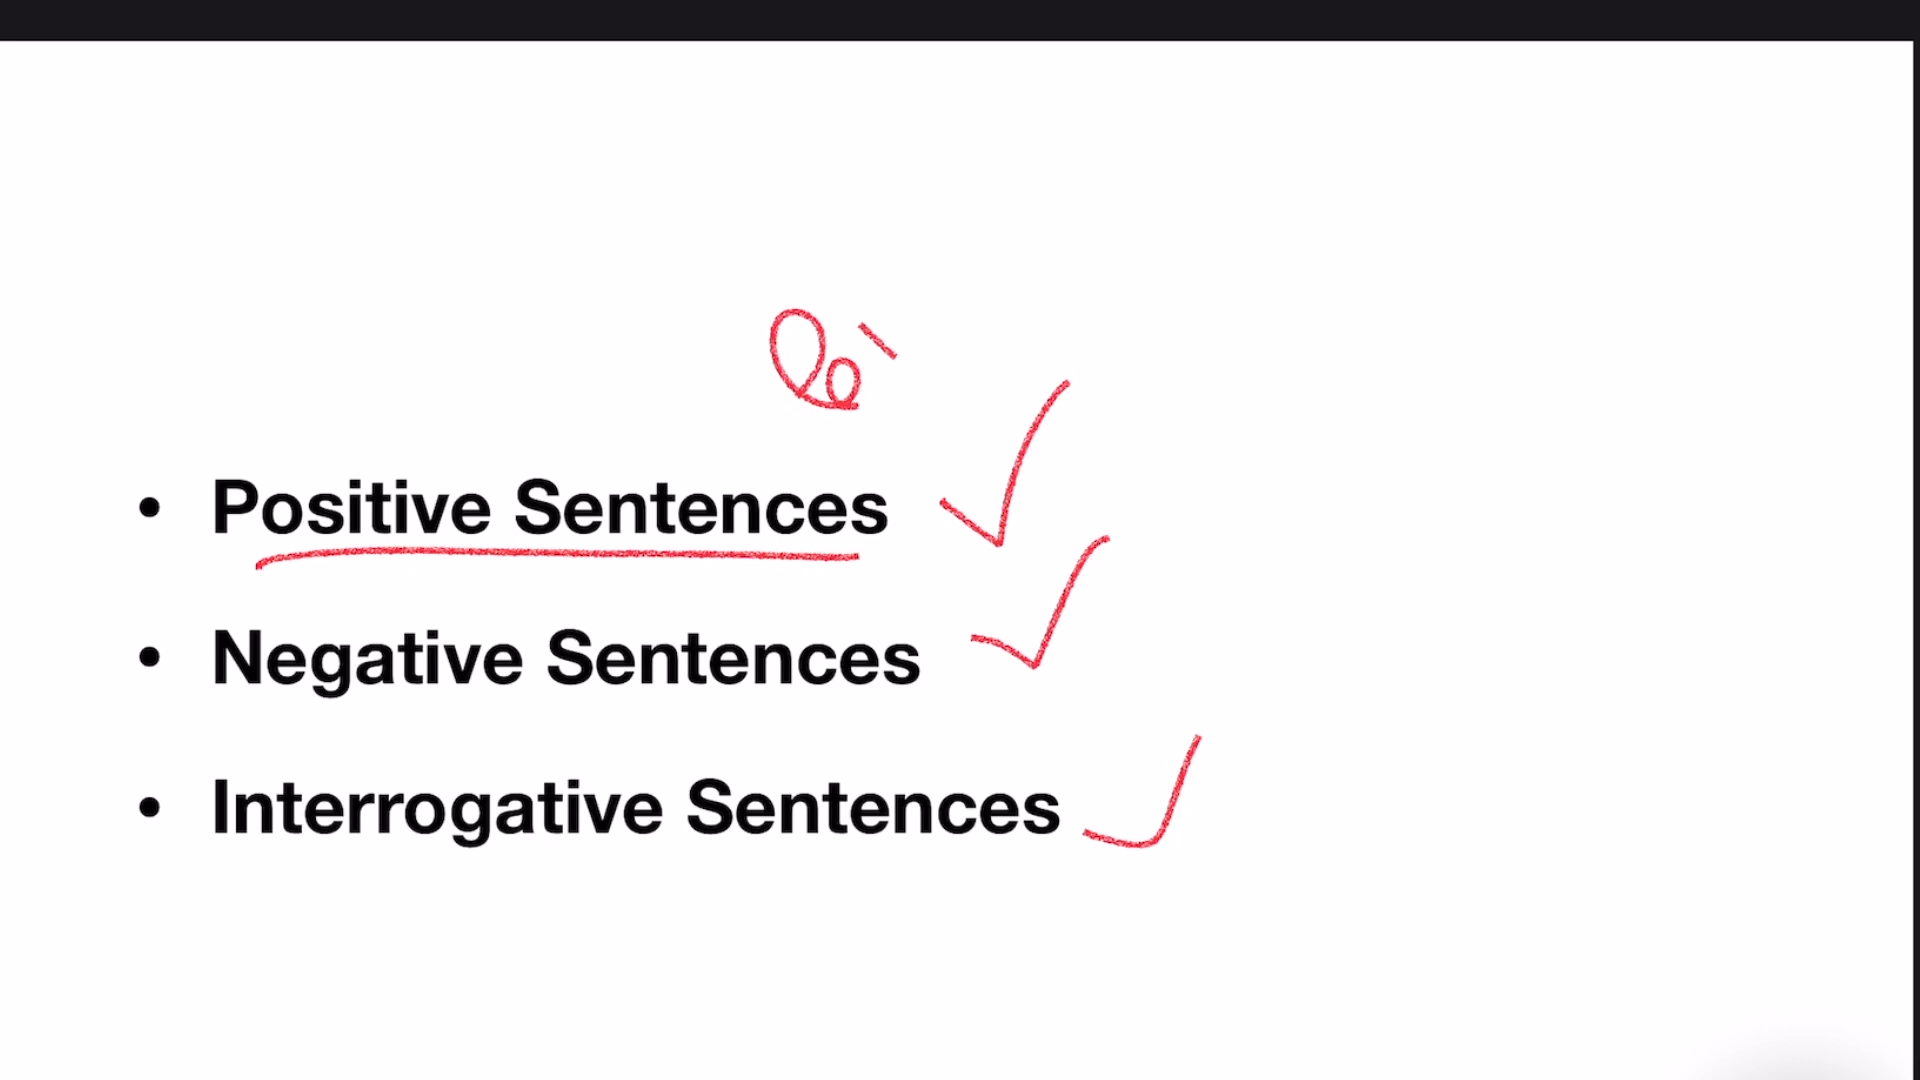 • Positive Sentences
• Negative Sentences
• Interrogative Sentences